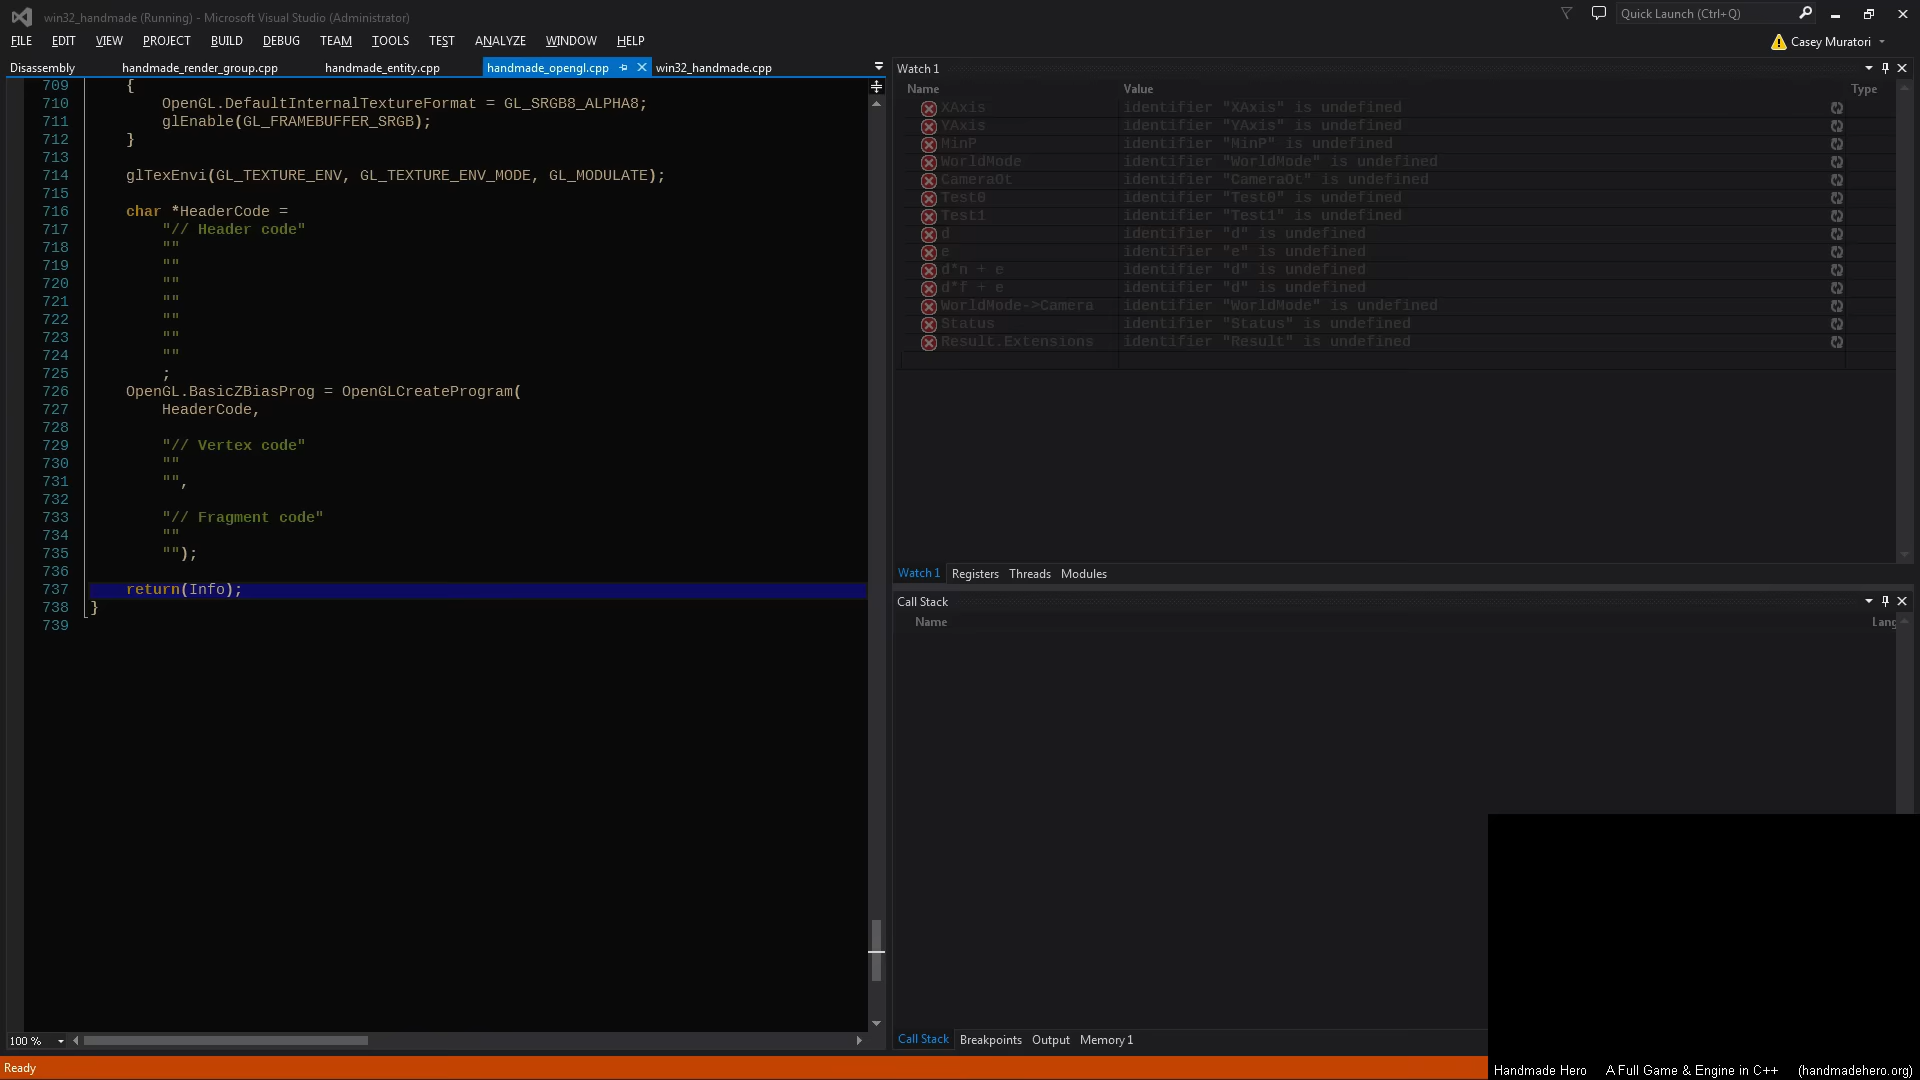 win32_handmade (Running) - Microsoft Visual Studio (Administrator)
Quick Launch (Ctrl+Q)
FILE EDIT VIEW PROJECT BUILD DEBUG TEAM TOOLS TEST ANALYZE WINDOW HELP
Casey Muratori
Disassembly handmade_render_group.cpp handmade_entity.cpp handmade_opengl.cpp win32_handmade.cpp
709 {
710 OpenGL.DefaultInternalTextureFormat = GL_SRGB8_ALPHA8;
711 glEnable(GL_FRAMEBUFFER_SRGB);
712 }
713
714 glTexEnvi(GL_TEXTURE_ENV, GL_TEXTURE_ENV_MODE, GL_MODULATE);
715
716 char *HeaderCode =
717 "// Header code"
718 ""
719 ""
720 ""
721 ""
722 ""
723 ""
724 ""
725 ;
726 OpenGL.BasicZBiasProg = OpenGLCreateProgram(
727 HeaderCode,
728
729 "// Vertex code"
730 ""
731 "",
732
733 "// Fragment code"
734 ""
735 "");
736
737 return(Info);
738 }
739
100 %
Watch 1
Name Value Type
XAxis identifier "XAxis" is undefined
YAxis identifier "YAxis" is undefined
MinP identifier "MinP" is undefined
WorldMode identifier "WorldMode" is undefined
CameraOt identifier "CameraOt" is undefined
Test0 identifier "Test0" is undefined
Test1 identifier "Test1" is undefined
d identifier "d" is undefined
e identifier "e" is undefined
d*n + e identifier "d" is undefined
d*f + e identifier "d" is undefined
WorldMode->Camera identifier "WorldMode" is undefined
Status identifier "Status" is undefined
Result.Extensions identifier "Result" is undefined
Watch 1 Registers Threads Modules
Call Stack
Name Lang
Call Stack Breakpoints Output Memory 1
Ready
Handmade Hero A Full Game & Engine in C++ (handmadehero.org)